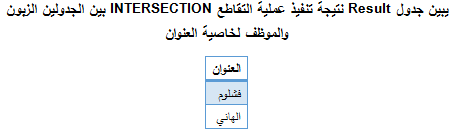 يبين جدول Result نتيجة تنفيذ عملية التقاطع INTERSECTION بين الجدولين الزبون
والموظف لخاصية العنوان
العنوان
فشلوم
الهاني